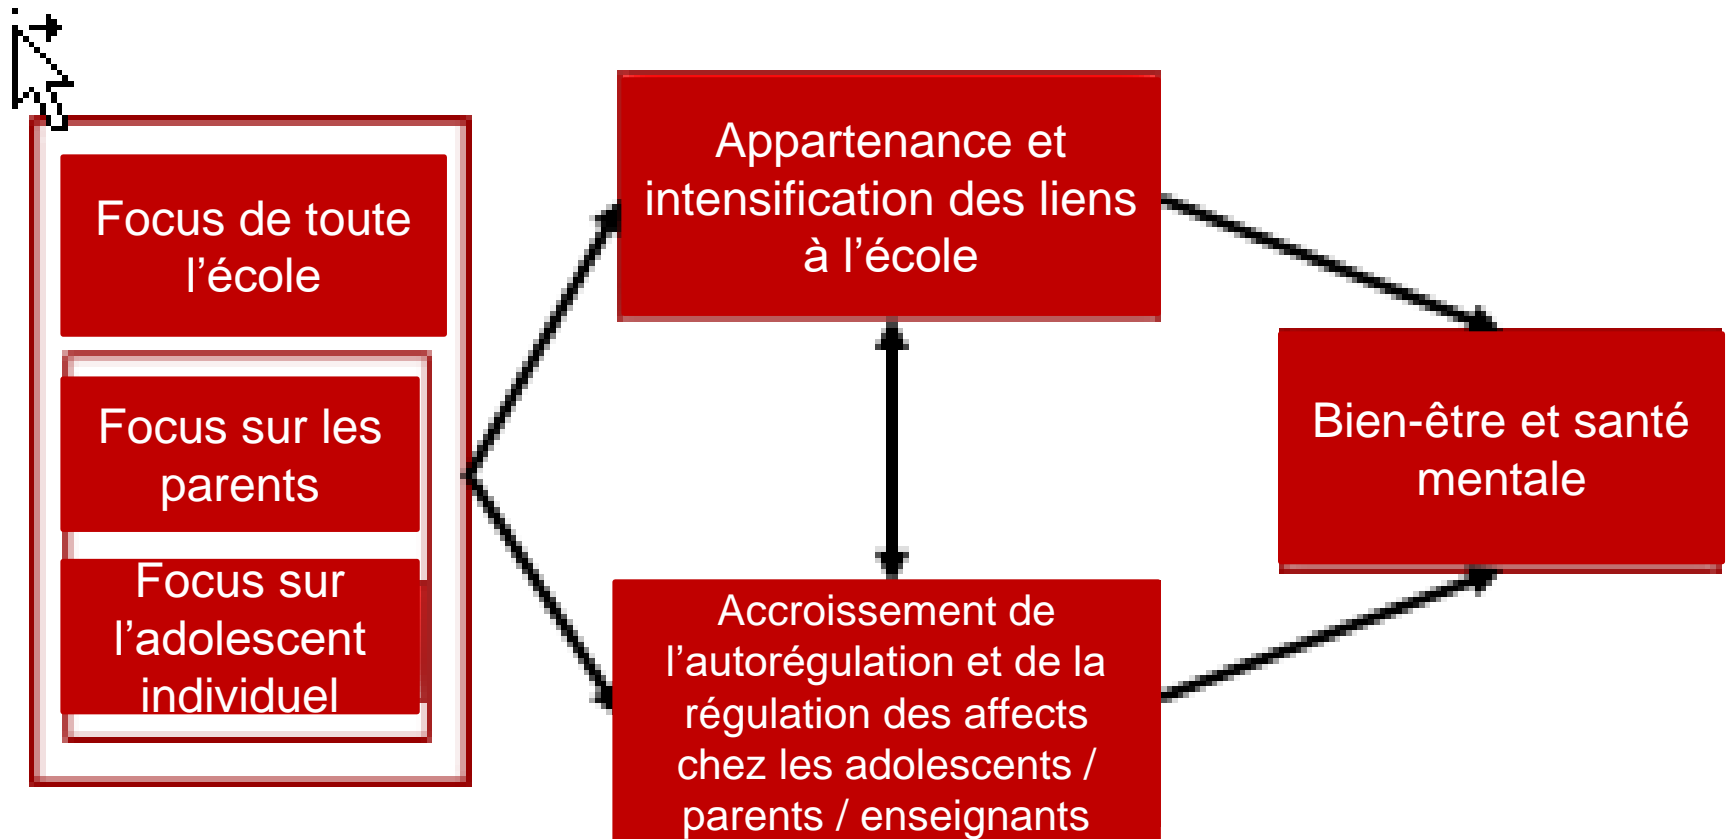 Focus de toute
l’école
Focus sur les
parents
Focus sur
l’adolescent
individuel
Appartenance et
intensification des liens
à l’école
Accroissement de
l’autorégulation et de la
régulation des affects
chez les adolescents /
parents / enseignants
Bien-être et santé
mentale